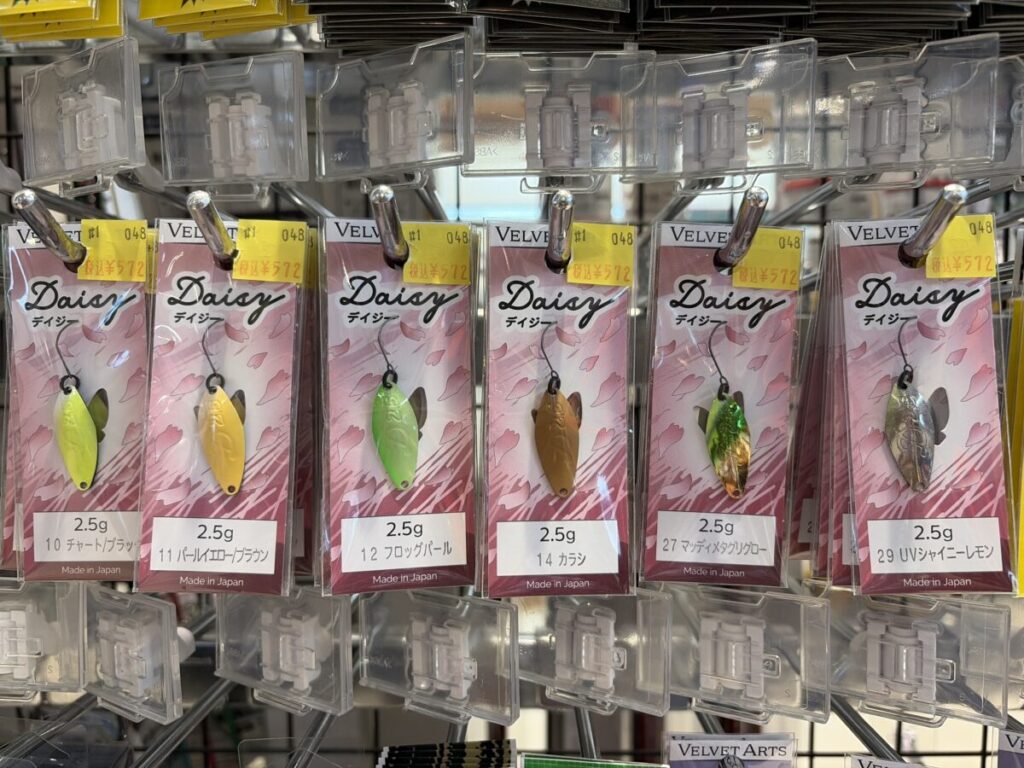 VELVET
#1 048
税込¥572
Daisy
デイジー
2.5g
10 チャート/ブラッ
Made in Japan
VELVET
#1 048
税込¥572
Daisy
デイジー
2.5g
11 パールイエロー/ブラウン
Made in Japan
VELVET
#1 048
税込¥572
Daisy
デイジー
2.5g
12 フロッグパール
Made in Japan
VELVET
#1 048
税込¥572
Daisy
デイジー
2.5g
14 カラシ
Made in Japan
VELVET
048
税込¥572
Daisy
デイジー
2.5g
27 マッディメタグリグロー
Made in Japan
VELVET
048
税込¥572
Daisy
デイジー
2.5g
29 UVシャイニーレモン
Made in Japan
VELVET ARTS
VELVET